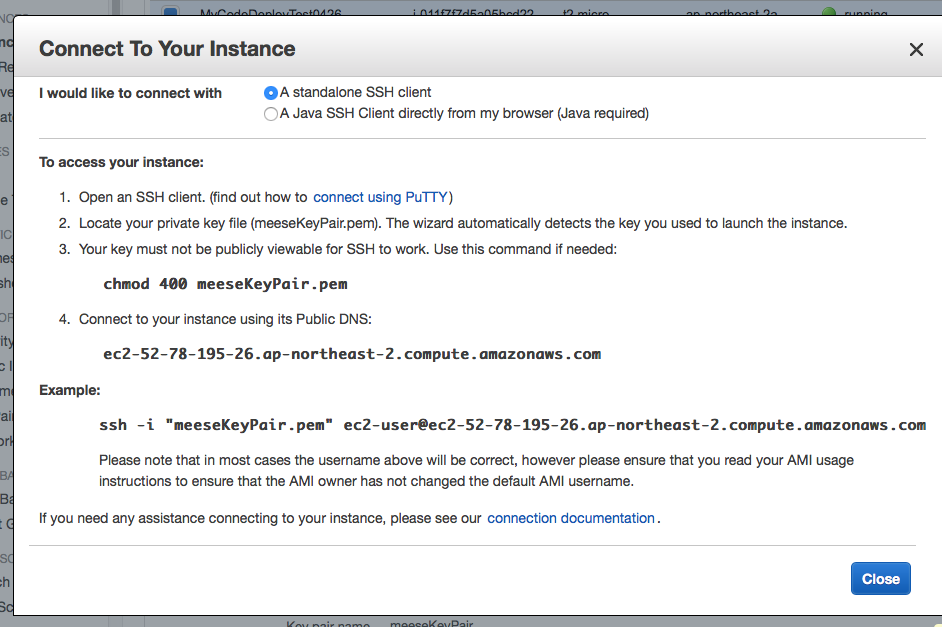 MyCodeDeployTest0426 i-011f7f7d5a05bcd22 t2.micro ap-northeast-2a running
Connect To Your Instance
I would like to connect with
A standalone SSH client
A Java SSH Client directly from my browser (Java required)
To access your instance:
1. Open an SSH client. (find out how to connect using PuTTY)
2. Locate your private key file (meeseKeyPair.pem). The wizard automatically detects the key you used to launch the instance.
3. Your key must not be publicly viewable for SSH to work. Use this command if needed:
chmod 400 meeseKeyPair.pem
4. Connect to your instance using its Public DNS:
ec2-52-78-195-26.ap-northeast-2.compute.amazonaws.com
Example:
ssh -i "meeseKeyPair.pem" ec2-user@ec2-52-78-195-26.ap-northeast-2.compute.amazonaws.com
Please note that in most cases the username above will be correct, however please ensure that you read your AMI usage
instructions to ensure that the AMI owner has not changed the default AMI username.
If you need any assistance connecting to your instance, please see our connection documentation.
Close
Key pair name meeseKeyPair